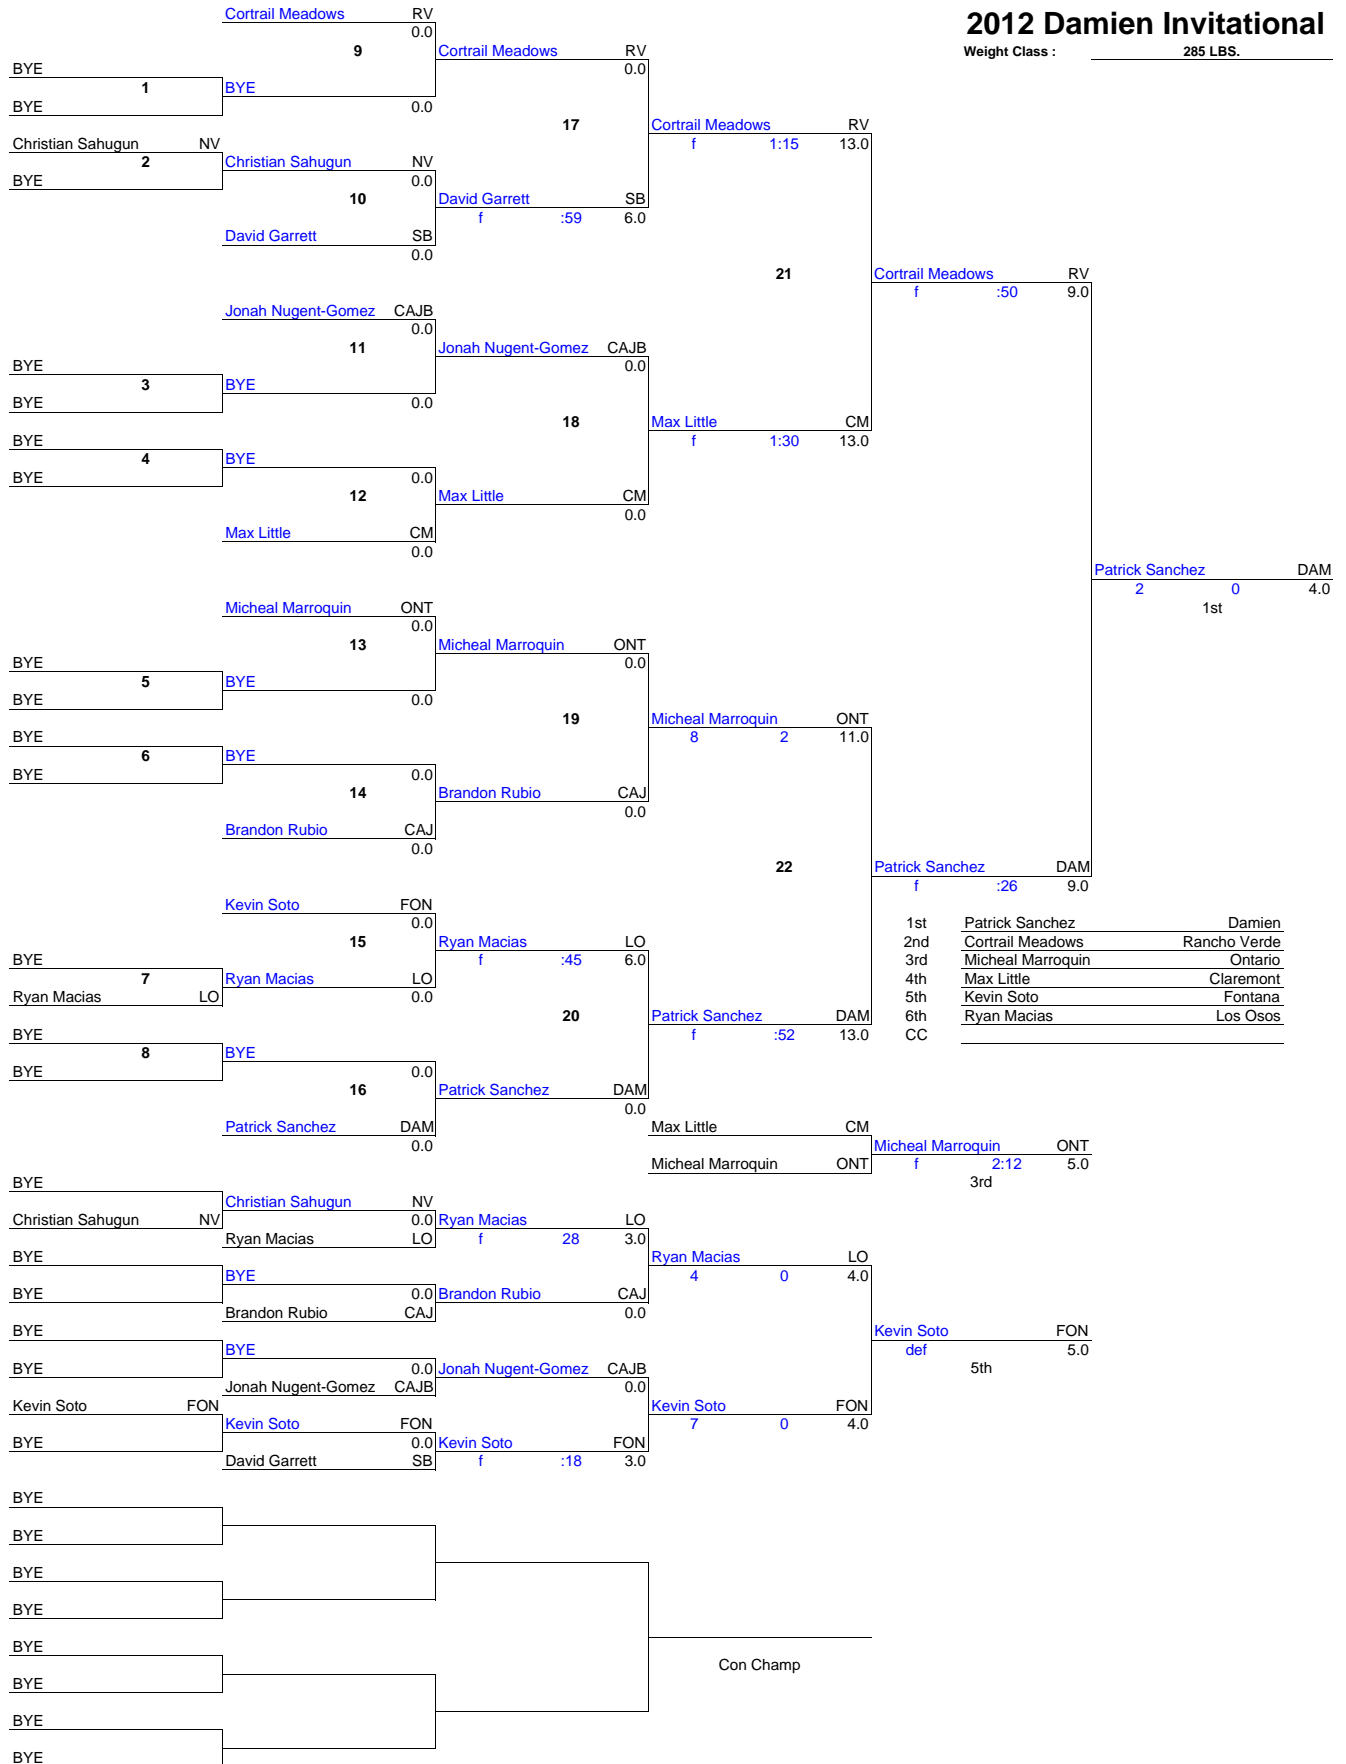 Cortrail Meadows RV
2012 Damien Invitational
0.0
9 Cortrail Meadows RV
Weight Class : 285 LBS.
BYE 0.0
1 BYE
BYE 0.0
17 Cortrail Meadows RV
Christian Sahugun NV f 1:15 13.0
2 Christian Sahugun NV
BYE 0.0
10 David Garrett SB
f :59 6.0
David Garrett SB
0.0
21 Cortrail Meadows RV
f :50 9.0
Jonah Nugent-Gomez CAJB
0.0
11 Jonah Nugent-Gomez CAJB
BYE 0.0
3 BYE
BYE 0.0
18 Max Little CM
BYE f 1:30 13.0
4 BYE
BYE 0.0
12 Max Little CM
0.0
Max Little CM
0.0
Patrick Sanchez DAM
2 0 4.0
Micheal Marroquin ONT 1st
0.0
13 Micheal Marroquin ONT
BYE 0.0
5 BYE
BYE 0.0
19 Micheal Marroquin ONT
BYE 8 2 11.0
6 BYE
BYE 0.0
14 Brandon Rubio CAJ
0.0
Brandon Rubio CAJ
0.0
22 Patrick Sanchez DAM
f :26 9.0
Kevin Soto FON
0.0 1st Patrick Sanchez Damien
15 Ryan Macias LO 2nd Cortrail Meadows Rancho Verde
BYE f :45 6.0 3rd Micheal Marroquin Ontario
7 Ryan Macias LO 4th Max Little Claremont
Ryan Macias LO 0.0 5th Kevin Soto Fontana
20 Patrick Sanchez DAM 6th Ryan Macias Los Osos
BYE f :52 13.0 CC
8 BYE
BYE 0.0
16 Patrick Sanchez DAM
0.0
Patrick Sanchez DAM Max Little CM
0.0 Micheal Marroquin ONT
Micheal Marroquin ONT f 2:12 5.0
BYE 3rd
Christian Sahugun NV
Christian Sahugun NV 0.0 Ryan Macias LO
Ryan Macias LO f 28 3.0
BYE Ryan Macias LO
BYE 4 0 4.0
BYE 0.0 Brandon Rubio CAJ
Brandon Rubio CAJ 0.0
BYE Kevin Soto FON
BYE def 5.0
BYE 0.0 Jonah Nugent-Gomez CAJB 5th
Jonah Nugent-Gomez CAJB 0.0
Kevin Soto FON Kevin Soto FON
Kevin Soto FON 7 0 4.0
BYE 0.0 Kevin Soto FON
David Garrett SB f :18 3.0
BYE
BYE
BYE
BYE
BYE
Con Champ
BYE
BYE
BYE